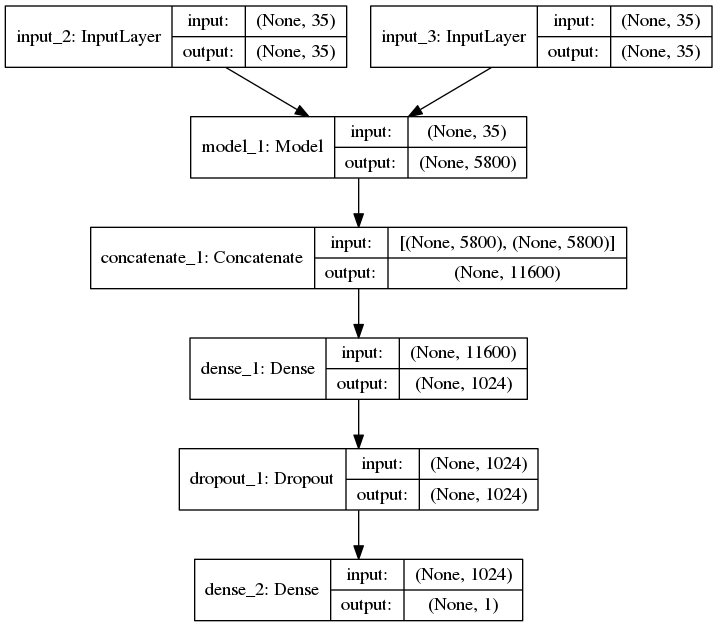 input_2: InputLayer
input: (None, 35)
output: (None, 35)
input_3: InputLayer
input: (None, 35)
output: (None, 35)
model_1: Model
input: (None, 35)
output: (None, 5800)
concatenate_1: Concatenate
input: [(None, 5800), (None, 5800)]
output: (None, 11600)
dense_1: Dense
input: (None, 11600)
output: (None, 1024)
dropout_1: Dropout
input: (None, 1024)
output: (None, 1024)
dense_2: Dense
input: (None, 1024)
output: (None, 1)